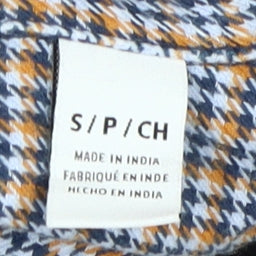 S / P / CH
MADE IN INDIA
FABRIQUÉ EN INDE
HECHO EN INDIA